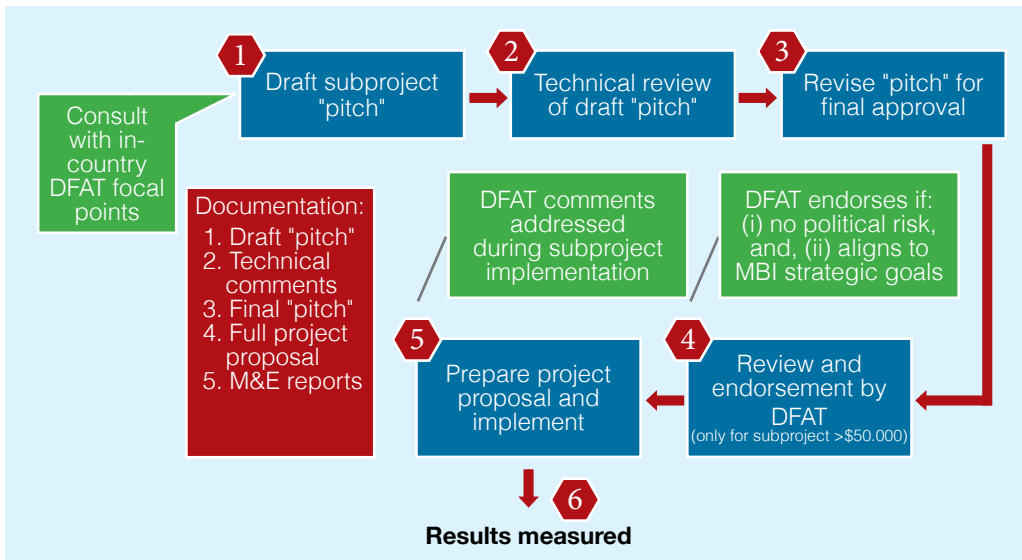 1
Draft subproject
"pitch"
2
Technical review
of draft "pitch"
3
Revise "pitch" for
final approval
Consult
with in-
country
DFAT focal
points
Documentation:
1. Draft "pitch"
2. Technical
comments
3. Final "pitch"
4. Full project
proposal
5. M&E reports
DFAT comments
addressed
during subproject
implementation
DFAT endorses if:
(i) no political risk,
and, (ii) aligns to
MBI strategic goals
4
Review and
endorsement by
DFAT
(only for subproject >$50.000)
5
Prepare project
proposal and
implement
6
Results measured